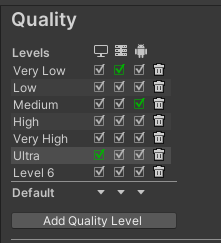 Quality
Levels
Very Low
Low
Medium
High
Very High
Ultra
Level 6
Default
Add Quality Level